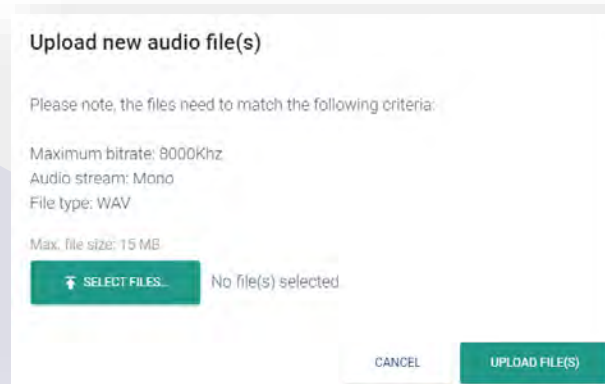 Upload new audio file(s)
Please note, the files need to match the following criteria:
Maximum bitrate: 8000Khz
Audio stream: Mono
File type: WAV
Max. file size: 15 MB
SELECT FILES... No file(s) selected
CANCEL UPLOAD FILE(S)